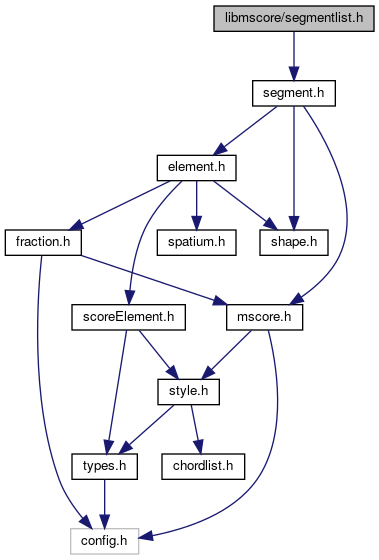 libmscore/segmentlist.h
segment.h
element.h
fraction.h
spatium.h
shape.h
scoreElement.h
mscore.h
style.h
types.h
chordlist.h
config.h